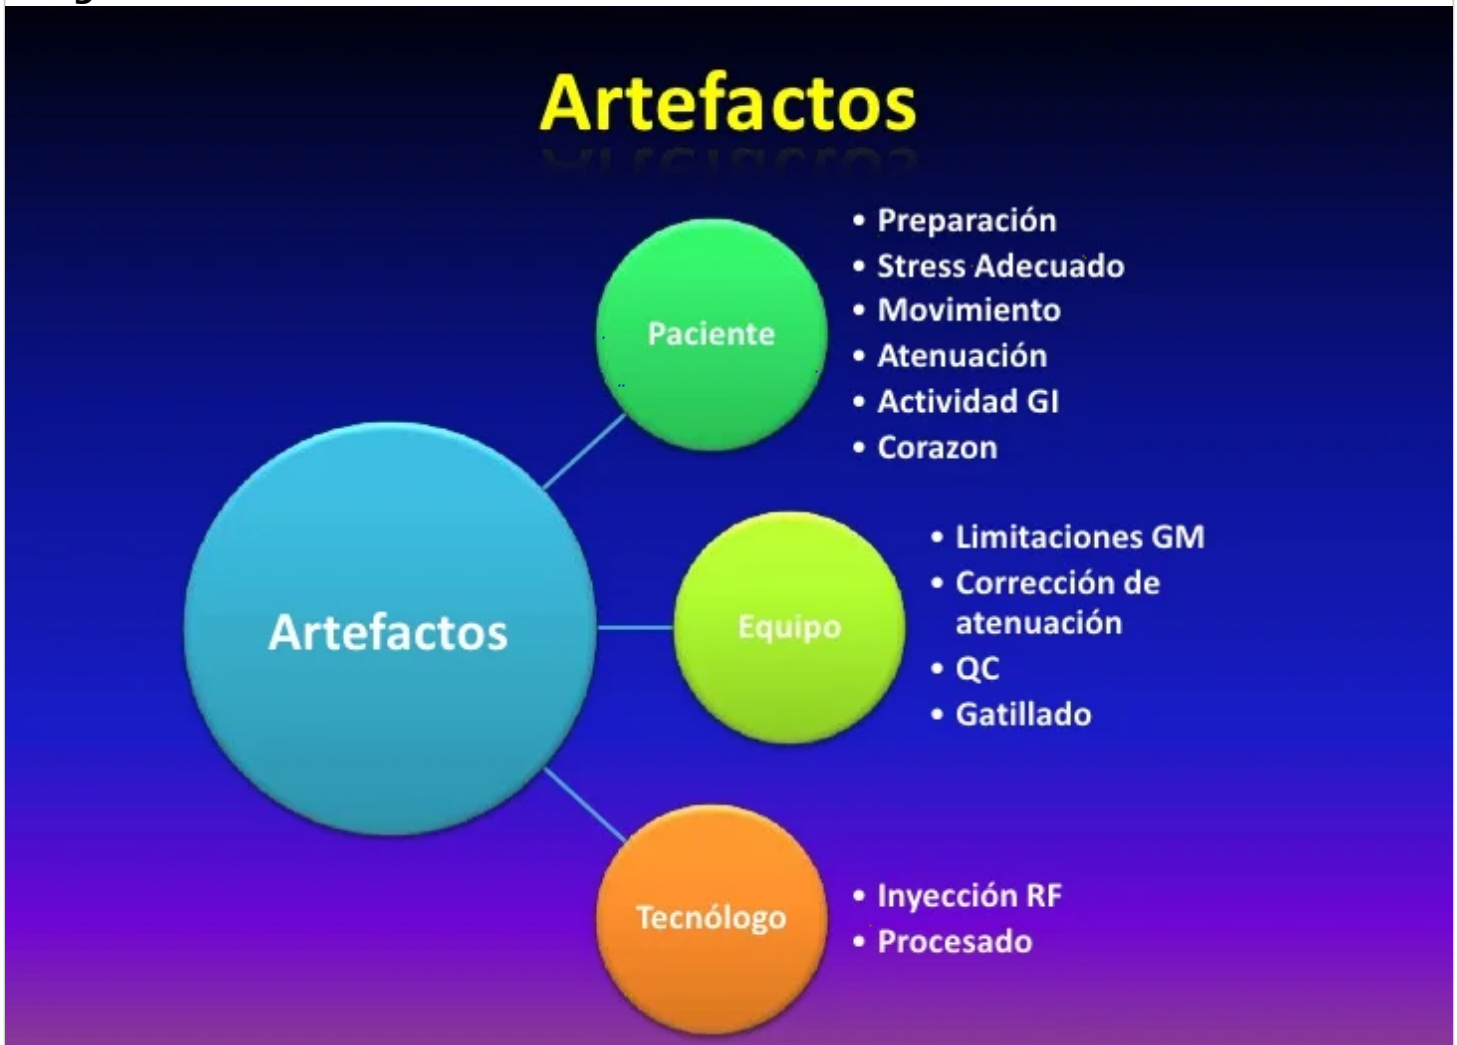 Artefactos
Paciente
• Preparación
• Stress Adecuado
• Movimiento
• Atenuación
• Actividad GI
• Corazon
Artefactos
Equipo
• Limitaciones GM
• Corrección de
atenuación
• QC
• Gatillado
Tecnólogo
• Inyección RF
• Procesado